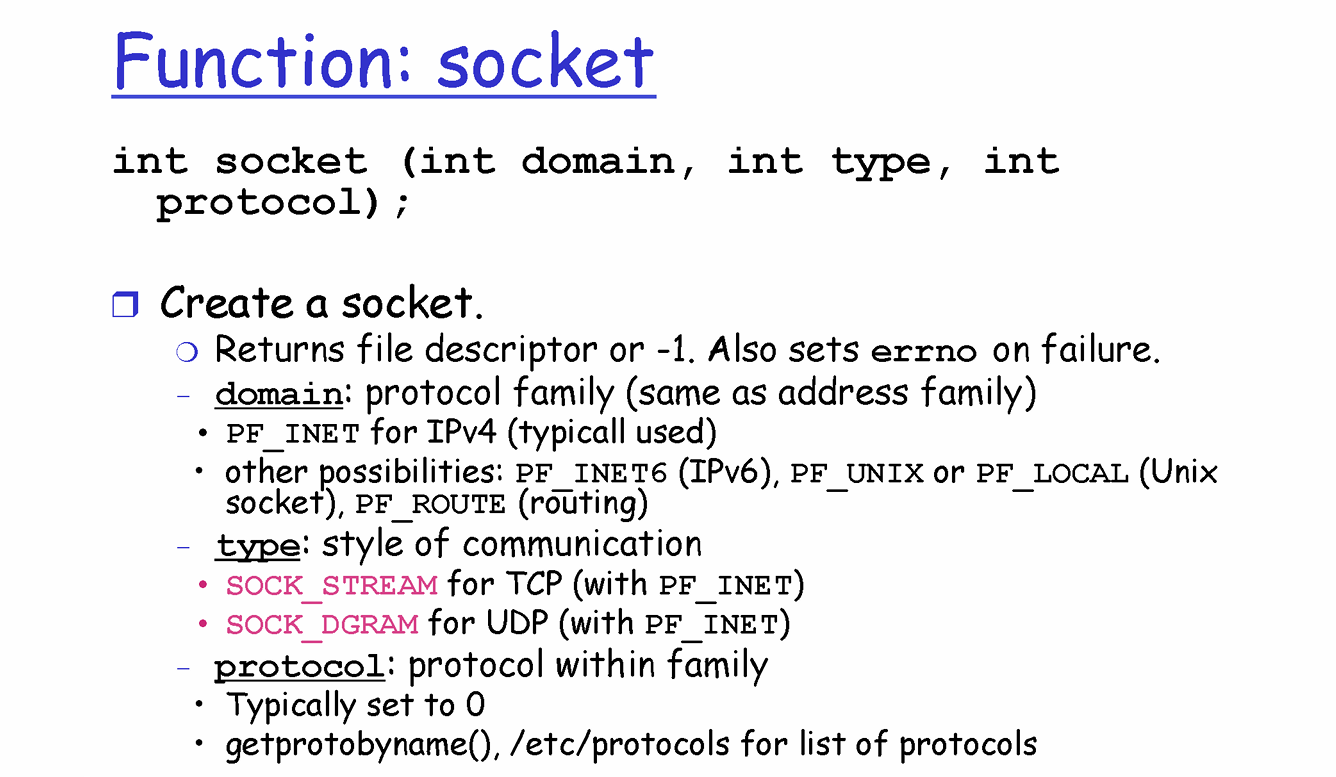 Function: socket
int socket (int domain, int type, int
protocol);
❒ Create a socket.
❍ Returns file descriptor or -1. Also sets errno on failure.
– domain: protocol family (same as address family)
• PF_INET for IPv4 (typicall used)
• other possibilities: PF_INET6 (IPv6), PF_UNIX or PF_LOCAL (Unix
socket), PF_ROUTE (routing)
– type: style of communication
• SOCK_STREAM for TCP (with PF_INET)
• SOCK_DGRAM for UDP (with PF_INET)
– protocol: protocol within family
• Typically set to 0
• getprotobyname(), /etc/protocols for list of protocols